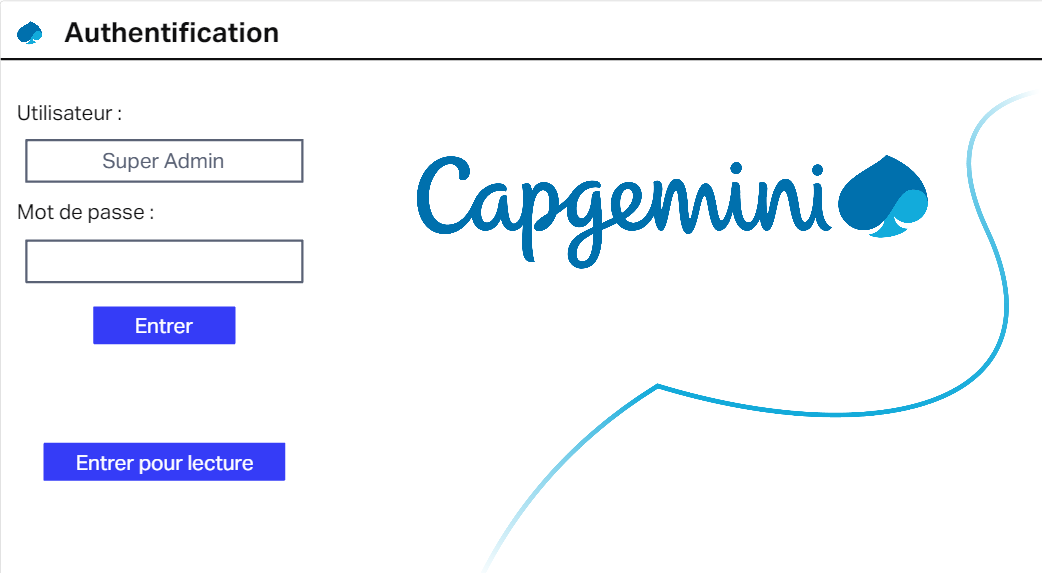 Authentification
Utilisateur :
Super Admin
Mot de passe :
Entrer
Entrer pour lecture
Capgemini